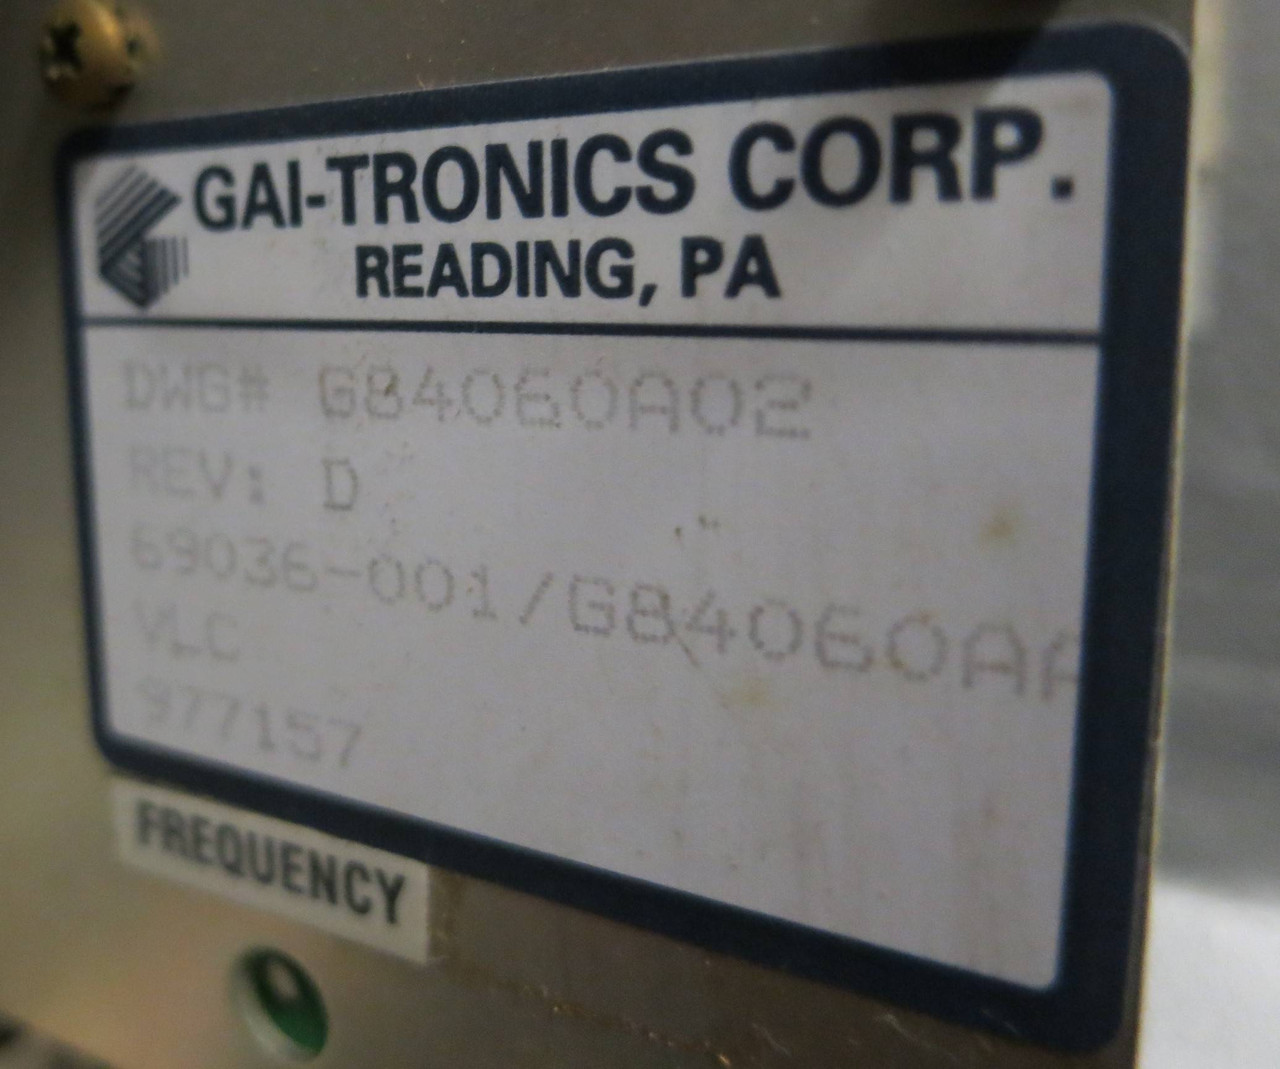 GAI-TRONICS CORP.
READING, PA
DWG# G84060A02
REV: D
69036-001/G84060AA
VLC
977157
FREQUENCY